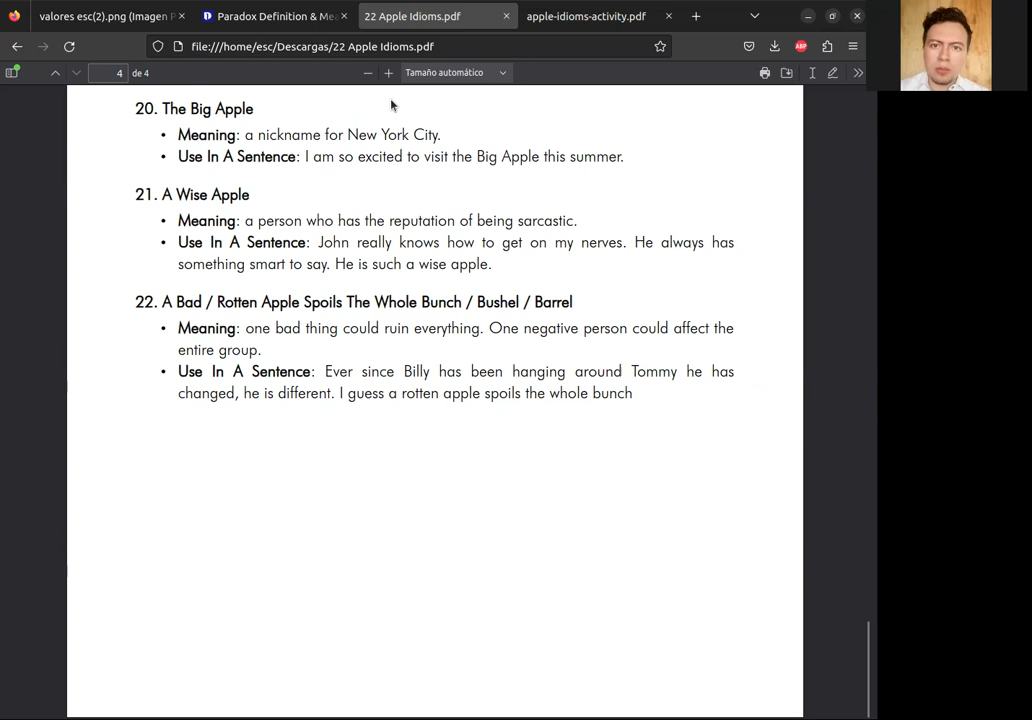 valores esc(2).png (Imagen P
Paradox Definition & Mea
22 Apple Idioms.pdf
apple-idioms-activity.pdf
file:///home/esc/Descargas/22 Apple Idioms.pdf
ABP
4 de 4
Tamaño automático
20. The Big Apple
• Meaning: a nickname for New York City.
• Use In A Sentence: I am so excited to visit the Big Apple this summer.
21. A Wise Apple
• Meaning: a person who has the reputation of being sarcastic.
• Use In A Sentence: John really knows how to get on my nerves. He always has
something smart to say. He is such a wise apple.
22. A Bad / Rotten Apple Spoils The Whole Bunch / Bushel / Barrel
• Meaning: one bad thing could ruin everything. One negative person could affect the
entire group.
• Use In A Sentence: Ever since Billy has been hanging around Tommy he has
changed, he is different. I guess a rotten apple spoils the whole bunch